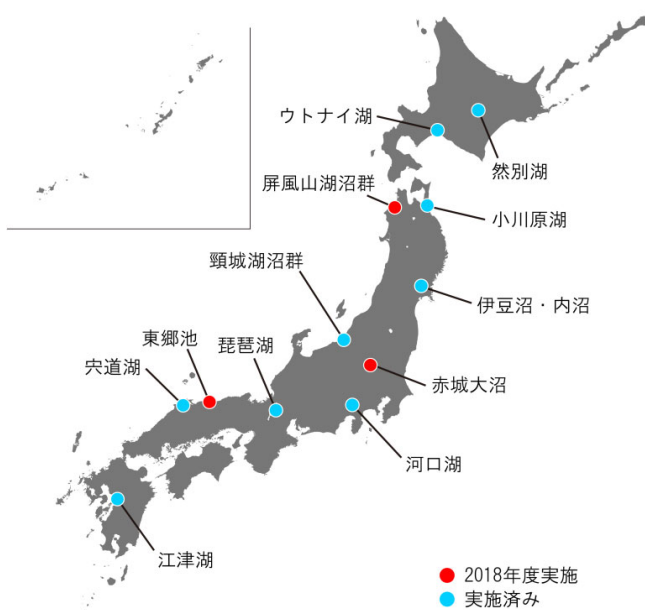 ウトナイ湖
然別湖
屏風山湖沼群
小川原湖
頸城湖沼群
伊豆沼・内沼
東郷池
琵琶湖
宍道湖
赤城大沼
河口湖
江津湖
2018年度実施
実施済み